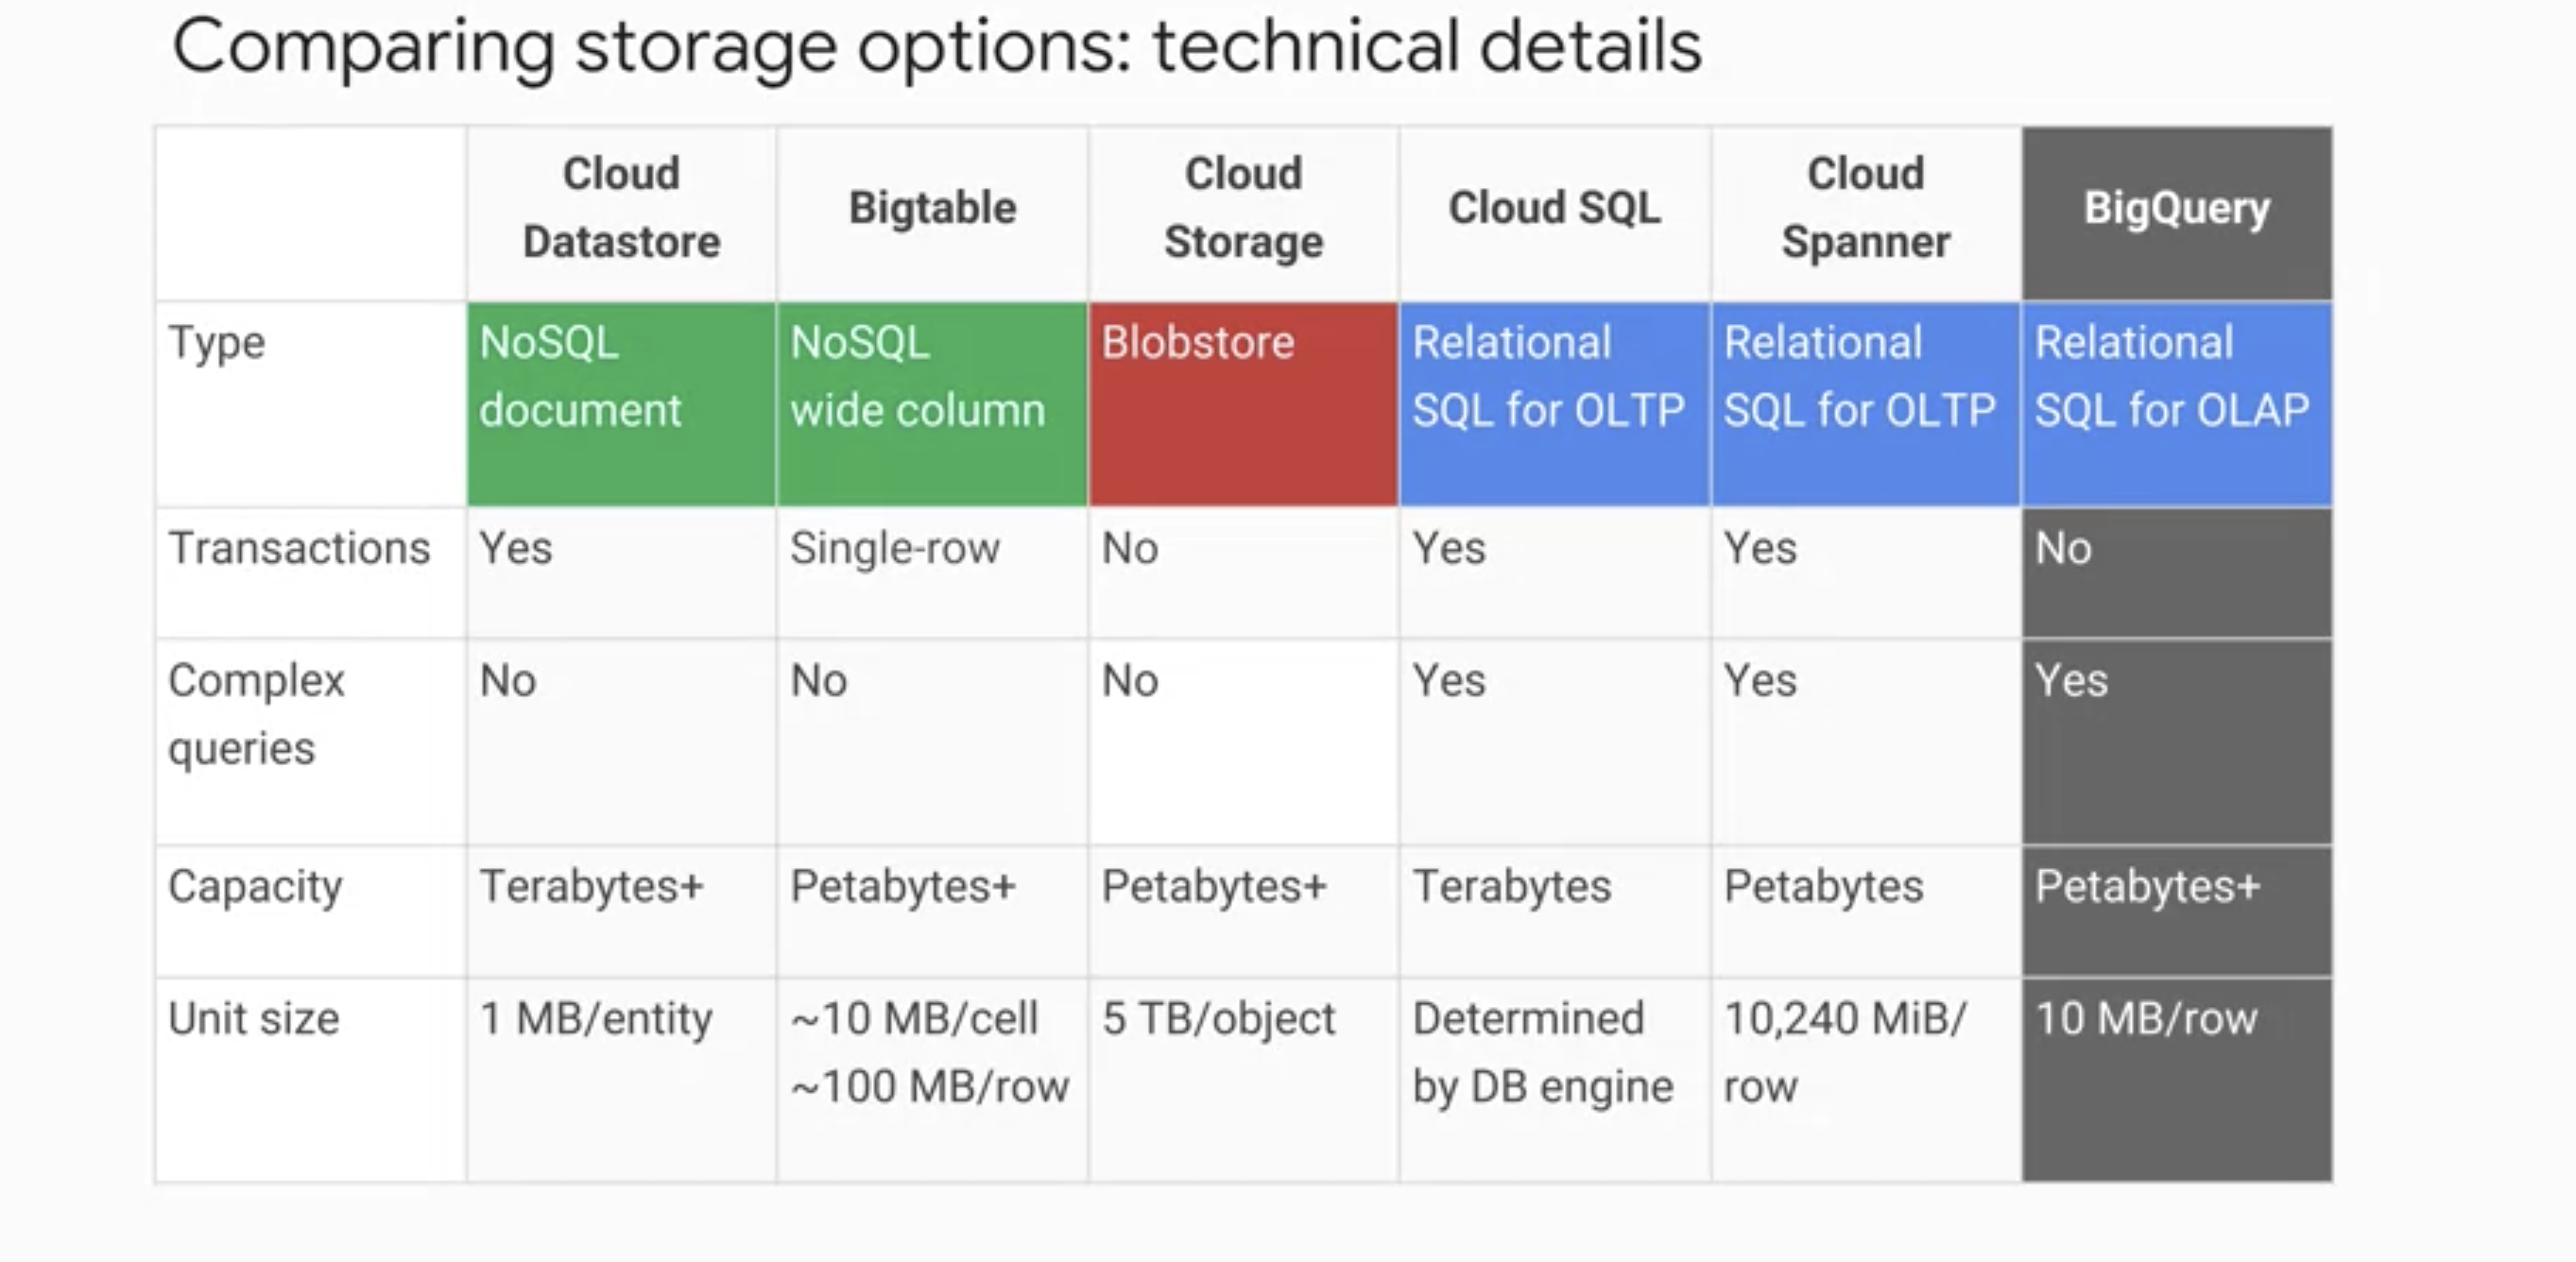 Comparing storage options: technical details
Cloud
Datastore
Bigtable
Cloud
Storage
Cloud SQL
Cloud
Spanner
BigQuery
Type
NoSQL
document
NoSQL
wide column
Blobstore
Relational
SQL for OLTP
Relational
SQL for OLTP
Relational
SQL for OLAP
Transactions
Yes
Single-row
No
Yes
Yes
No
Complex
queries
No
No
No
Yes
Yes
Yes
Capacity
Terabytes+
Petabytes+
Petabytes+
Terabytes
Petabytes
Petabytes+
Unit size
1 MB/entity
~10 MB/cell
~100 MB/row
5 TB/object
Determined
by DB engine
10,240 MiB/
row
10 MB/row